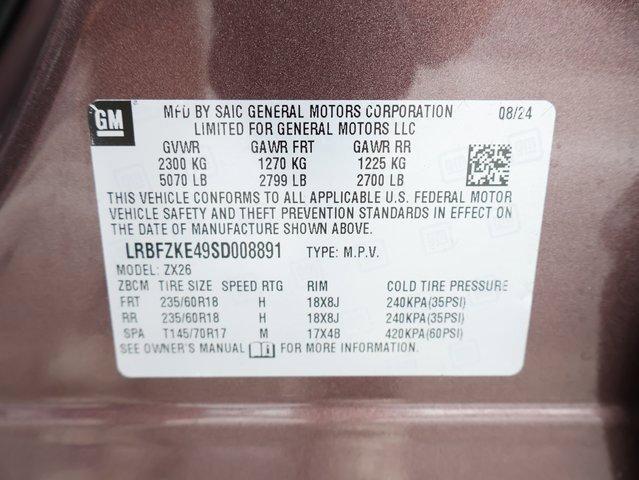 GM
MFD BY SAIC GENERAL MOTORS CORPORATION 08/24
LIMITED FOR GENERAL MOTORS LLC
GVWR GAWR FRT GAWR RR
2300 KG 1270 KG 1225 KG
5070 LB 2799 LB 2700 LB
THIS VEHICLE CONFORMS TO ALL APPLICABLE U.S. FEDERAL MOTOR
VEHICLE SAFETY AND THEFT PREVENTION STANDARDS IN EFFECT ON
THE DATE OF MANUFACTURE SHOWN ABOVE.
LRBFZKE49SD008891 TYPE: M.P.V.
MODEL: ZX26
ZBCM TIRE SIZE SPEED RTG RIM COLD TIRE PRESSURE
FRT 235/60R18 H 18X8J 240KPA(35PSI)
RR 235/60R18 H 18X8J 240KPA(35PSI)
SPA T145/70R17 M 17X4B 420KPA(60PSI)
SEE OWNER'S MANUAL FOR MORE INFORMATION.